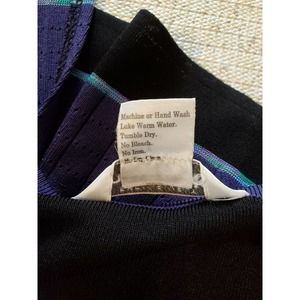 Machine or Hand Wash
Luke Warm Water.
Tumble Dry.
No Bleach.
No Iron.